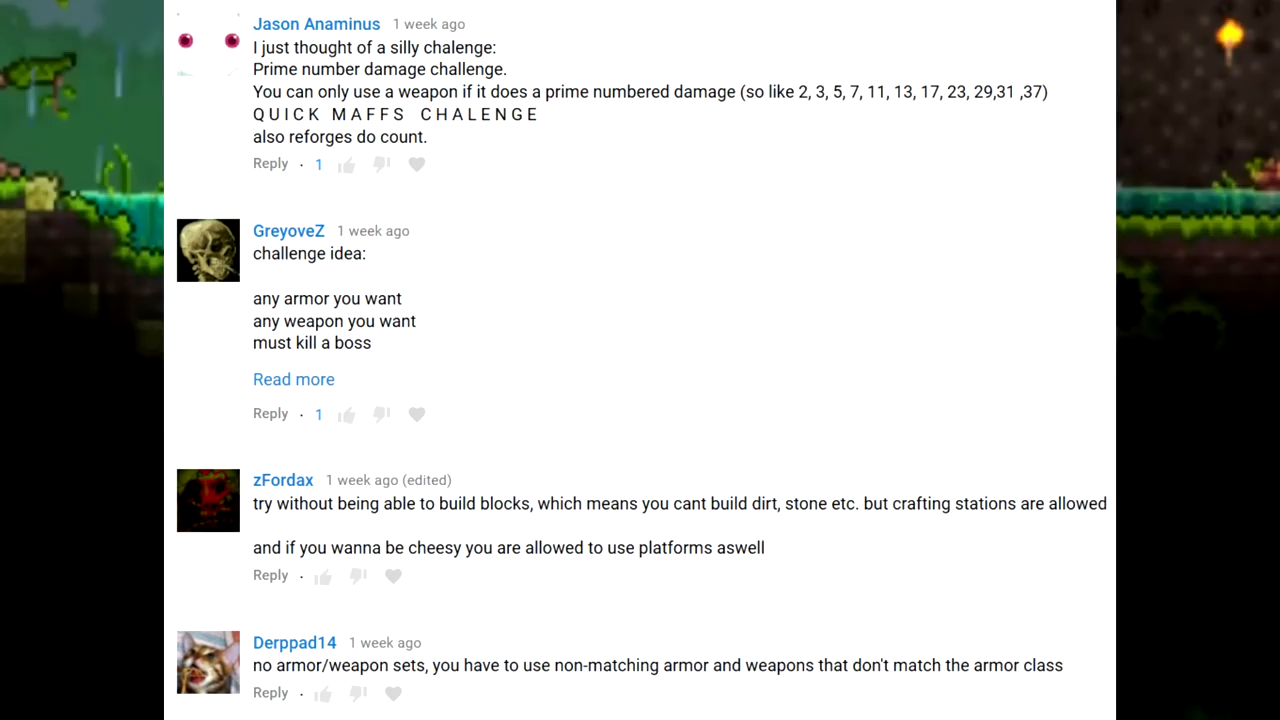 Jason Anaminus 1 week ago
I just thought of a silly chalenge:
Prime number damage challenge.
You can only use a weapon if it does a prime numbered damage (so like 2, 3, 5, 7, 11, 13, 17, 23, 29,31 ,37)
Q U I C K   M A F F S   C H A L E N G E
also reforges do count.
Reply · 1
GreyoveZ 1 week ago
challenge idea:
any armor you want
any weapon you want
must kill a boss
Read more
Reply · 1
zFordax 1 week ago (edited)
try without being able to build blocks, which means you cant build dirt, stone etc. but crafting stations are allowed
and if you wanna be cheesy you are allowed to use platforms aswell
Reply ·
Derppad14 1 week ago
no armor/weapon sets, you have to use non-matching armor and weapons that don't match the armor class
Reply ·